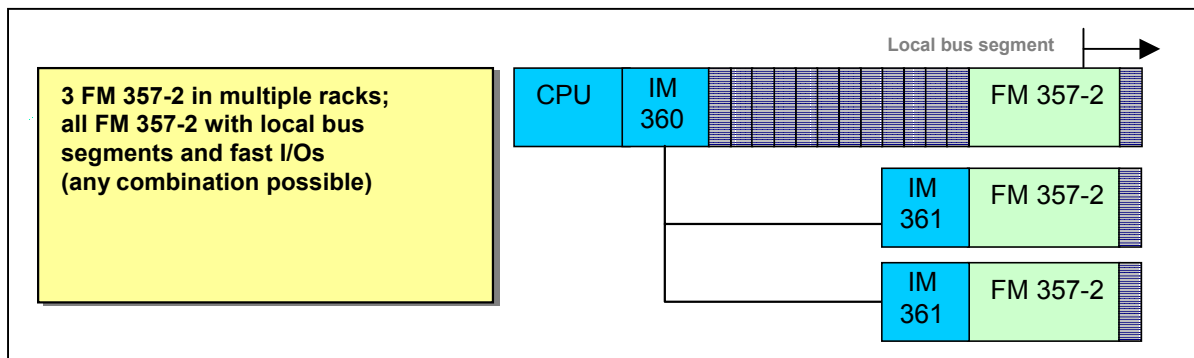 Local bus segment
3 FM 357-2 in multiple racks;
all FM 357-2 with local bus
segments and fast I/Os
(any combination possible)
CPU
IM
360
FM 357-2
IM
361
FM 357-2
IM
361
FM 357-2